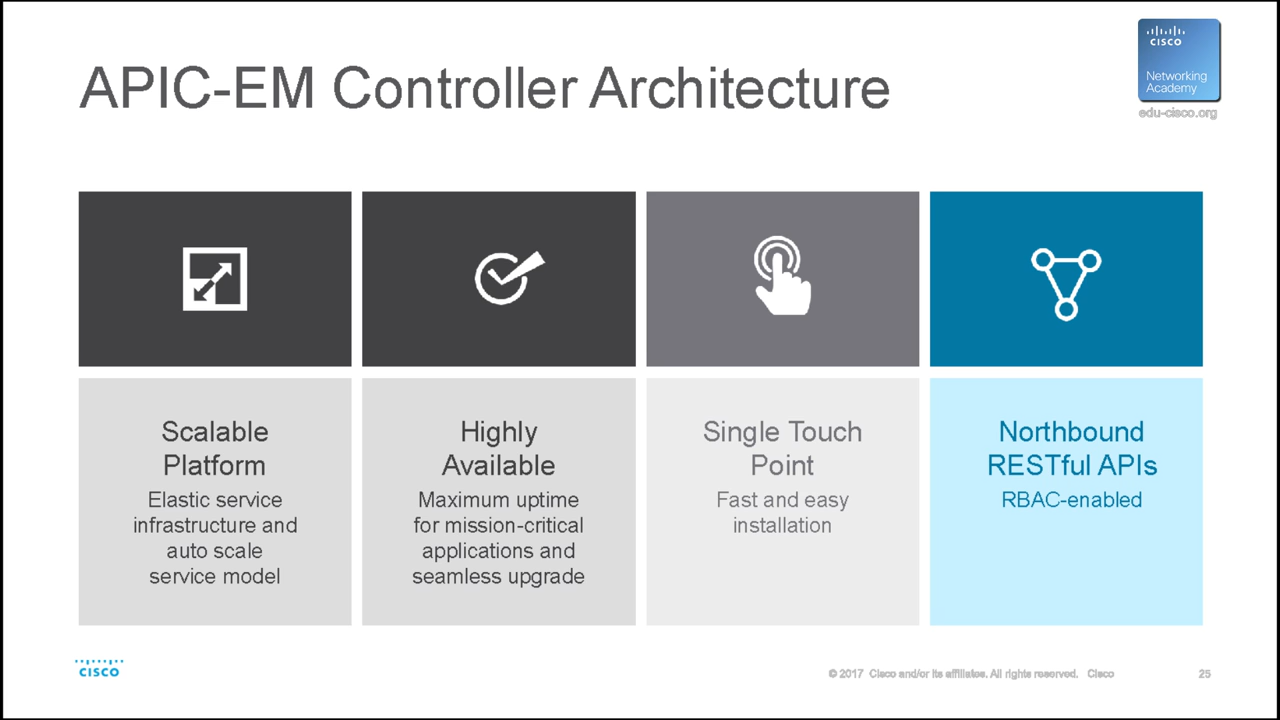 APIC-EM Controller Architecture
CISCO
Networking
Academy
edu-cisco.org
Scalable
Platform
Elastic service
infrastructure and
auto scale
service model
Highly
Available
Maximum uptime
for mission-critical
applications and
seamless upgrade
Single Touch
Point
Fast and easy
installation
Northbound
RESTful APIs
RBAC-enabled
CISCO
© 2017 Cisco and/or its affiliates. All rights reserved. Cisco
25